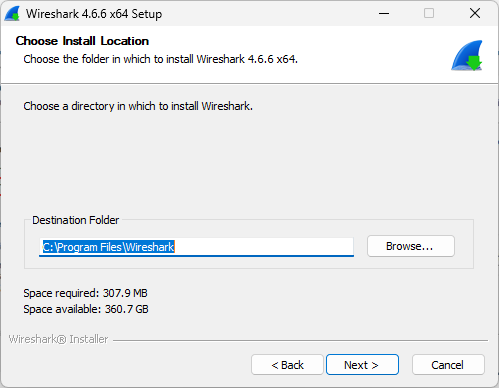 Wireshark 4.6.6 x64 Setup
Choose Install Location
Choose the folder in which to install Wireshark 4.6.6 x64.
Choose a directory in which to install Wireshark.
Destination Folder
C:\Program Files\Wireshark
Browse...
Space required: 307.9 MB
Space available: 360.7 GB
Wireshark® Installer
< Back
Next >
Cancel